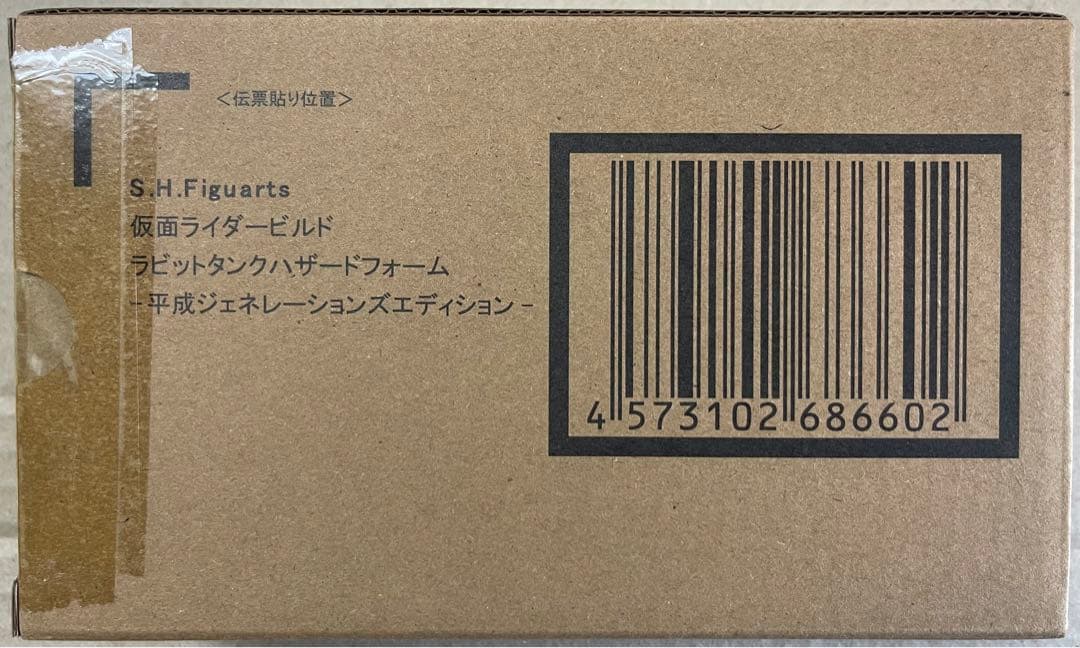 ＜伝票貼り位置＞
S.H.Figuarts
仮面ライダービルド
ラビットタンクハザードフォーム
-平成ジェネレーションズエディション-
4 573102 686602